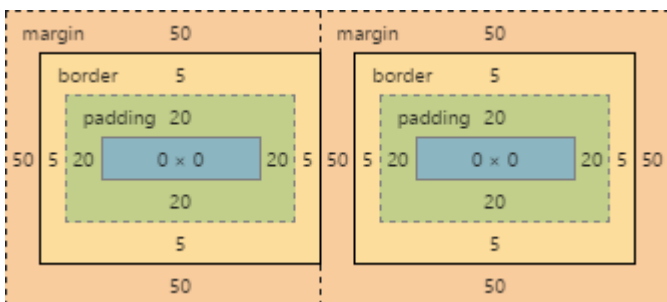 margin 50 margin 50
border 5 border 5
padding 20 padding 20
50 5 20 0 × 0 20 5 50 5 20 0 × 0 20 5 50
20 20
5 5
50 50